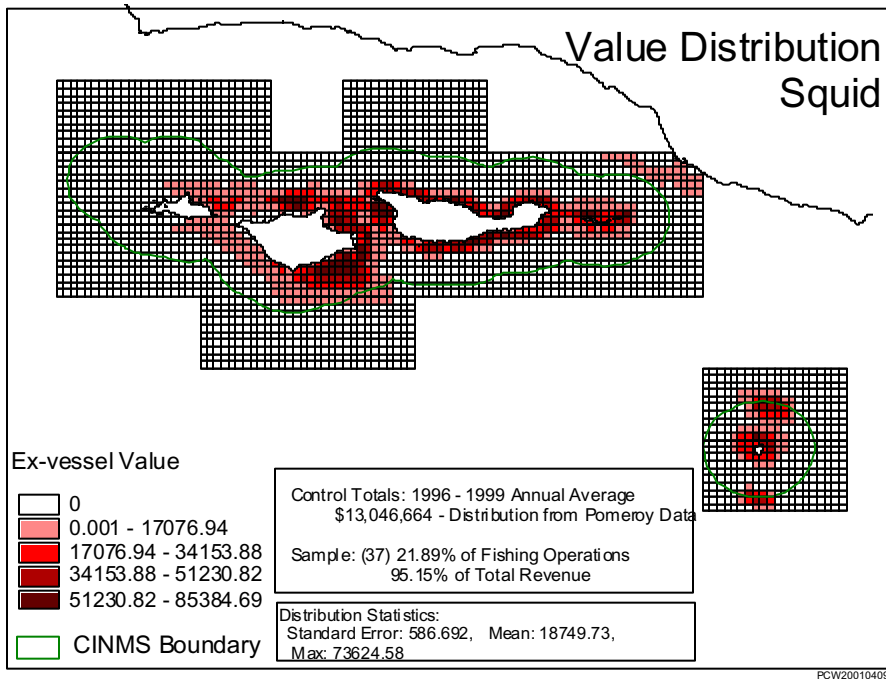 Value Distribution
Squid
Ex-vessel Value
0
0.001 - 17076.94
17076.94 - 34153.88
34153.88 - 51230.82
51230.82 - 85384.69
CINMS Boundary
Control Totals: 1996 - 1999 Annual Average
$13,046,664 - Distribution from Pomeroy Data
Sample: (37) 21.89% of Fishing Operations
95.15% of Total Revenue
Distribution Statistics:
Standard Error: 586.692, Mean: 18749.73,
Max: 73624.58
PCW20010409